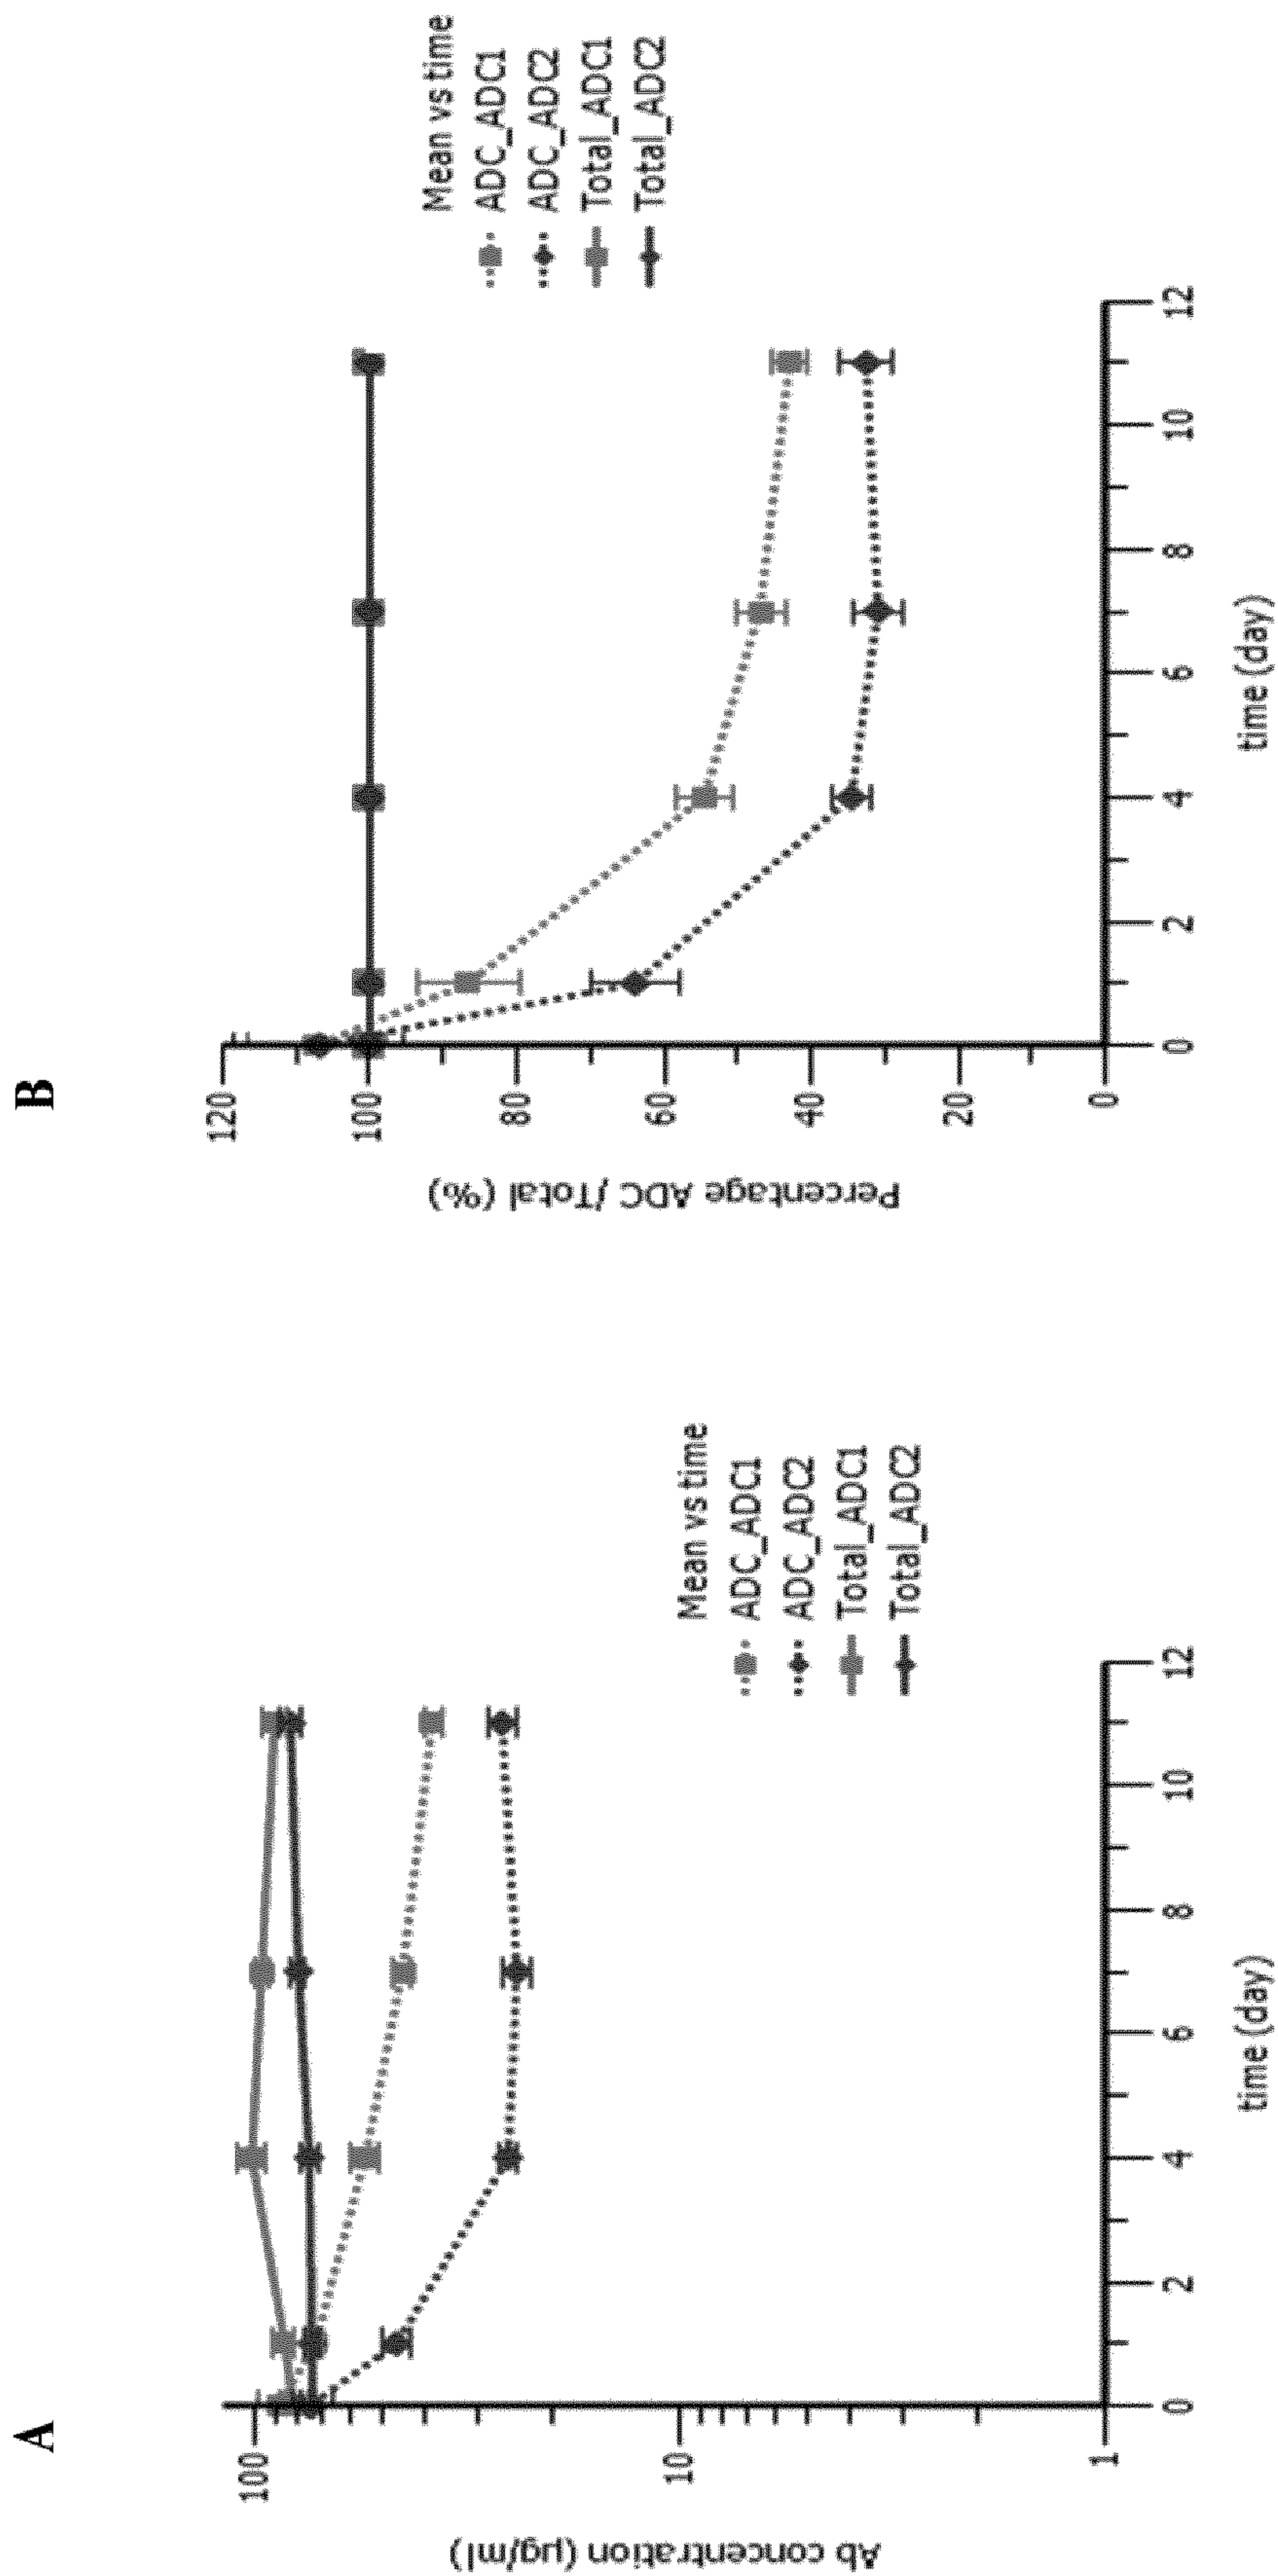 A
Ab concentration (µg/ml)
100
10
1
0 2 4 6 8 10 12
time (day)
Mean vs time
ADC_ADC1
ADC_ADC2
Total_ADC1
Total_ADC2
B
Percentage ADC /Total (%)
120
100
80
60
40
20
0
0 2 4 6 8 10 12
time (day)
Mean vs time
ADC_ADC1
ADC_ADC2
Total_ADC1
Total_ADC2